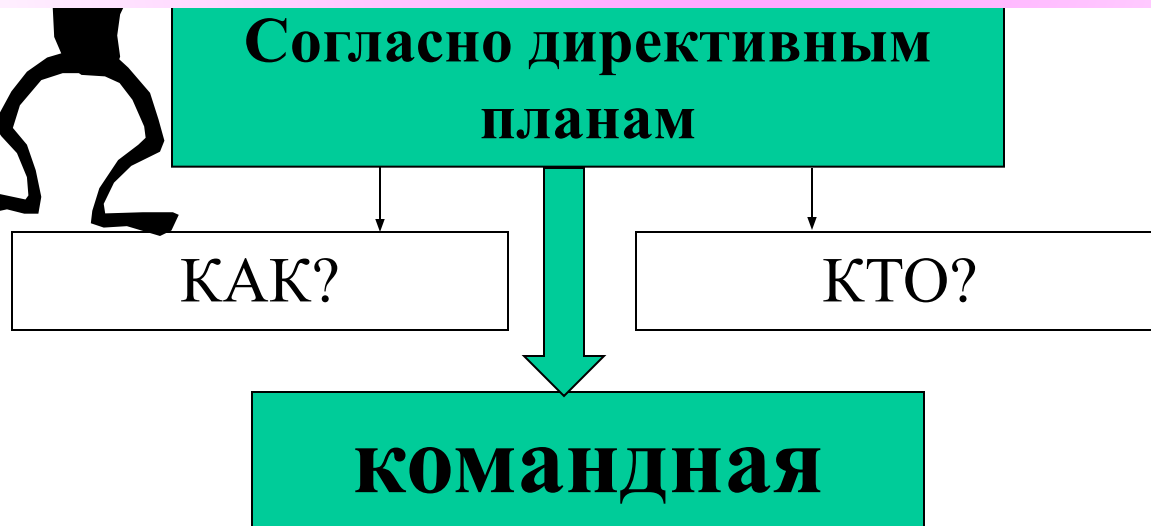 Согласно директивным
планам
КАК?
КТО?
командная